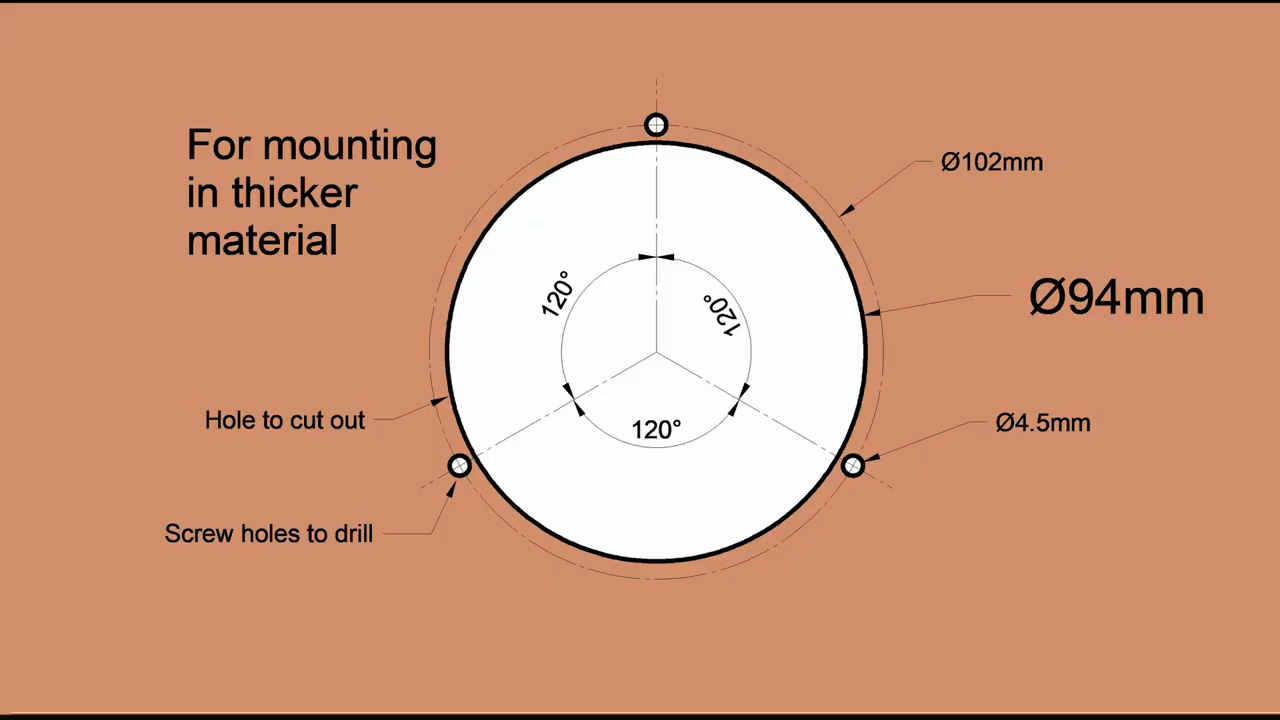 For mounting
in thicker
material
Ø102mm
Ø94mm
120°
120°
120°
Hole to cut out
Ø4.5mm
Screw holes to drill